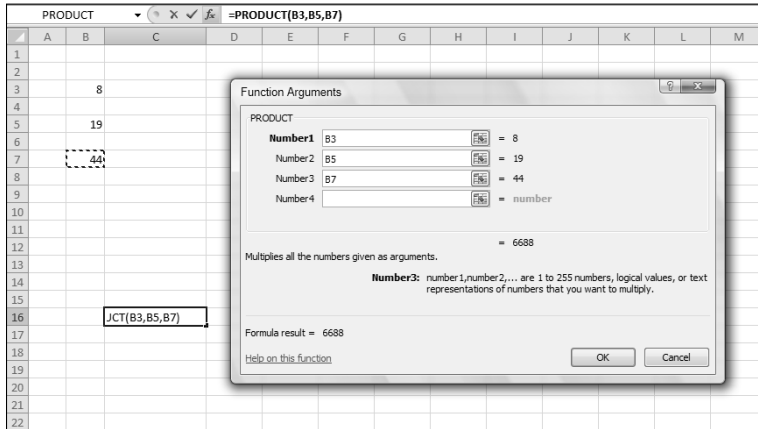 PRODUCT =PRODUCT(B3,B5,B7)
A B C D E F G H I J K L M
1
2
3 8
4
5 19
6
7 44
8
9
10
11
12
13
14
15
16 JCT(B3,B5,B7)
17
18
19
20
21
22
Function Arguments
PRODUCT
Number1 B3 = 8
Number2 B5 = 19
Number3 B7 = 44
Number4 = number
= 6688
Multiplies all the numbers given as arguments.
Number3: number1,number2,... are 1 to 255 numbers, logical values, or text
representations of numbers that you want to multiply.
Formula result = 6688
Help on this function
OK Cancel